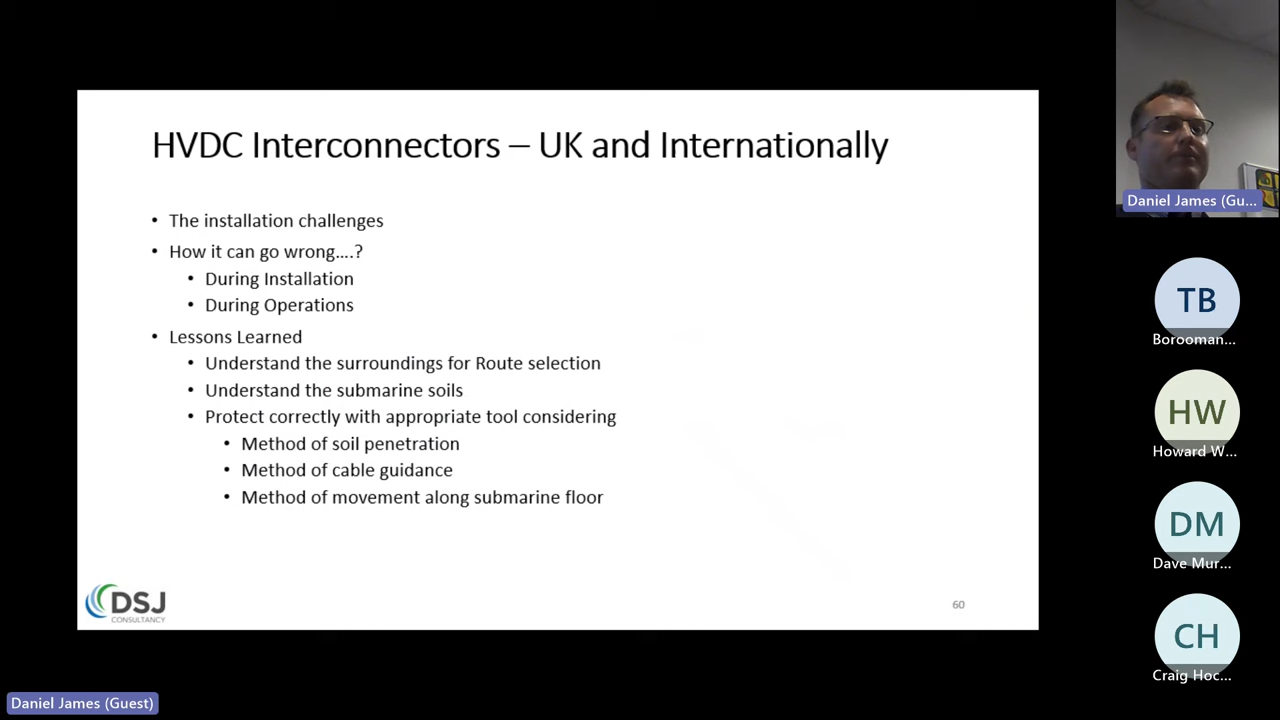 HVDC Interconnectors – UK and Internationally
• The installation challenges
• How it can go wrong....?
• During Installation
• During Operations
• Lessons Learned
• Understand the surroundings for Route selection
• Understand the submarine soils
• Protect correctly with appropriate tool considering
• Method of soil penetration
• Method of cable guidance
• Method of movement along submarine floor
DSJ
CONSULTANCY
60
Daniel James (Gu...
TB
Borooman...
HW
Howard W...
DM
Dave Mur...
CH
Craig Hoc...
Daniel James (Guest)